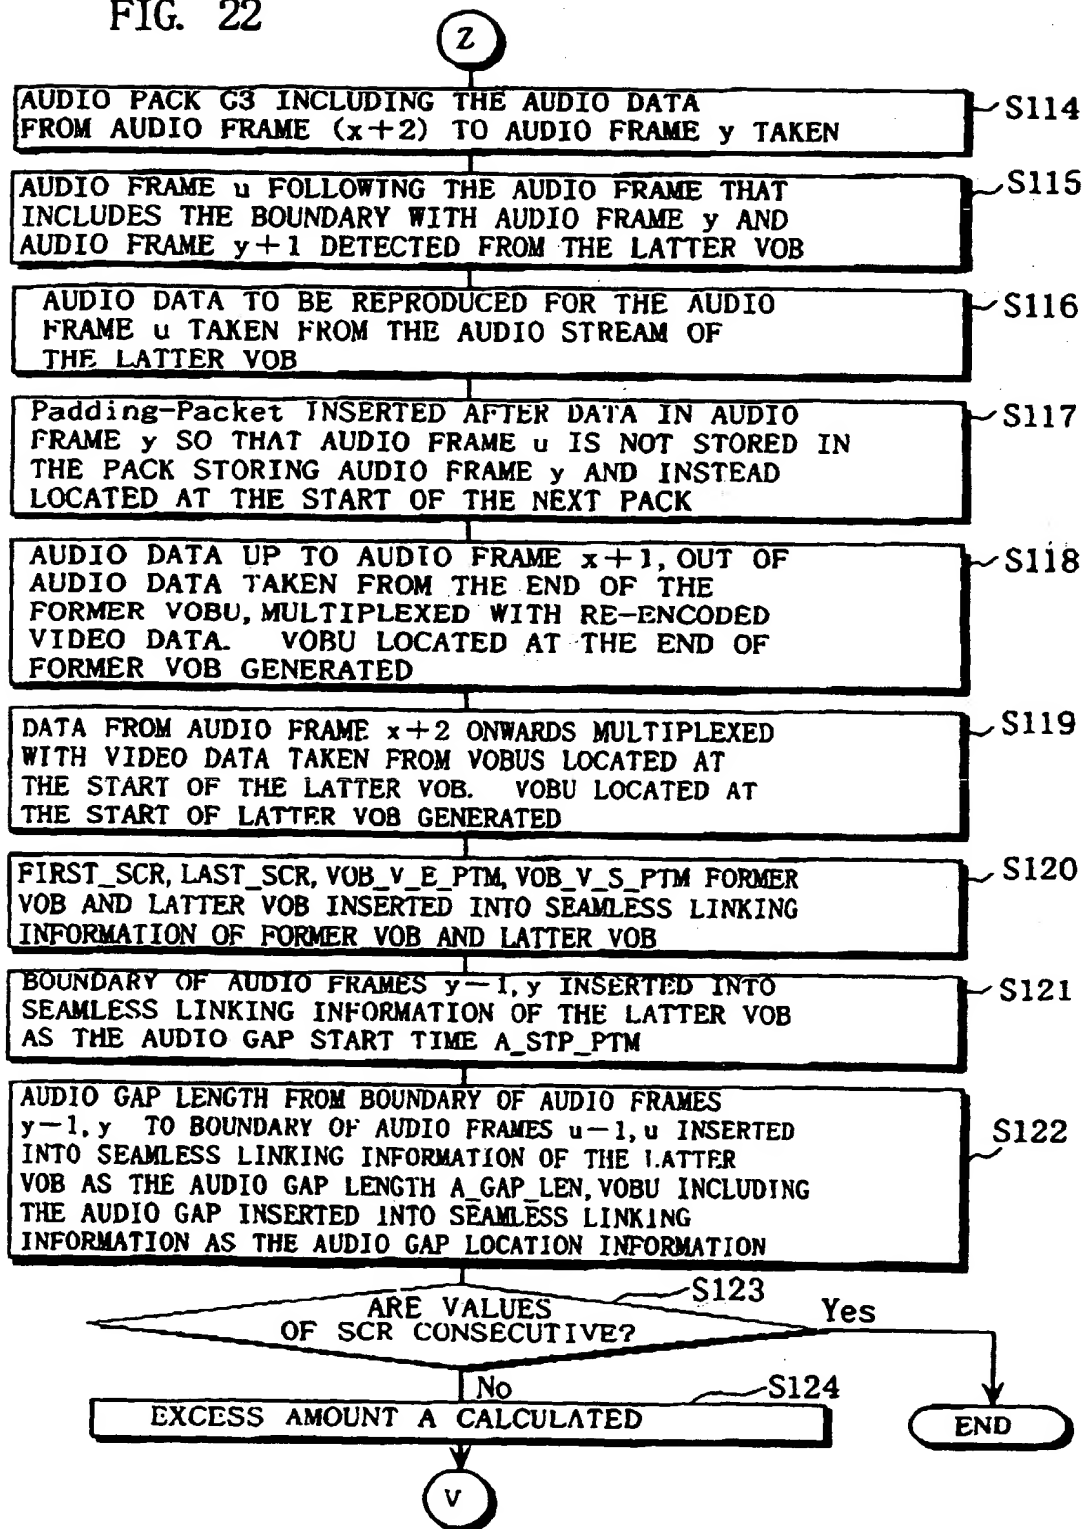 FIG. 22
Z
AUDIO PACK G3 INCLUDING THE AUDIO DATA
FROM AUDIO FRAME (x+2) TO AUDIO FRAME y TAKEN
S114
AUDIO FRAME u FOLLOWING THE AUDIO FRAME THAT
INCLUDES THE BOUNDARY WITH AUDIO FRAME y AND
AUDIO FRAME y+1 DETECTED FROM THE LATTER VOB
S115
AUDIO DATA TO BE REPRODUCED FOR THE AUDIO
FRAME u TAKEN FROM THE AUDIO STREAM OF
THE LATTER VOB
S116
Padding-Packet INSERTED AFTER DATA IN AUDIO
FRAME y SO THAT AUDIO FRAME u IS NOT STORED IN
THE PACK STORING AUDIO FRAME y AND INSTEAD
LOCATED AT THE START OF THE NEXT PACK
S117
AUDIO DATA UP TO AUDIO FRAME x+1, OUT OF
AUDIO DATA TAKEN FROM THE END OF THE
FORMER VOBU, MULTIPLEXED WITH RE-ENCODED
VIDEO DATA. VOBU LOCATED AT THE END OF
FORMER VOB GENERATED
S118
DATA FROM AUDIO FRAME x+2 ONWARDS MULTIPLEXED
WITH VIDEO DATA TAKEN FROM VOBUS LOCATED AT
THE START OF THE LATTER VOB. VOBU LOCATED AT
THE START OF LATTER VOB GENERATED
S119
FIRST_SCR, LAST_SCR, VOB_V_E_PTM, VOB_V_S_PTM FORMER
VOB AND LATTER VOB INSERTED INTO SEAMLESS LINKING
INFORMATION OF FORMER VOB AND LATTER VOB
S120
BOUNDARY OF AUDIO FRAMES y-1, y INSERTED INTO
SEAMLESS LINKING INFORMATION OF THE LATTER VOB
AS THE AUDIO GAP START TIME A_STP_PTM
S121
AUDIO GAP LENGTH FROM BOUNDARY OF AUDIO FRAMES
y-1, y TO BOUNDARY OF AUDIO FRAMES u-1, u INSERTED
INTO SEAMLESS LINKING INFORMATION OF THE LATTER
VOB AS THE AUDIO GAP LENGTH A_GAP_LEN, VOBU INCLUDING
THE AUDIO GAP INSERTED INTO SEAMLESS LINKING
INFORMATION AS THE AUDIO GAP LOCATION INFORMATION
S122
S123
ARE VALUES
OF SCR CONSECUTIVE?
Yes
No
S124
EXCESS AMOUNT A CALCULATED
END
V